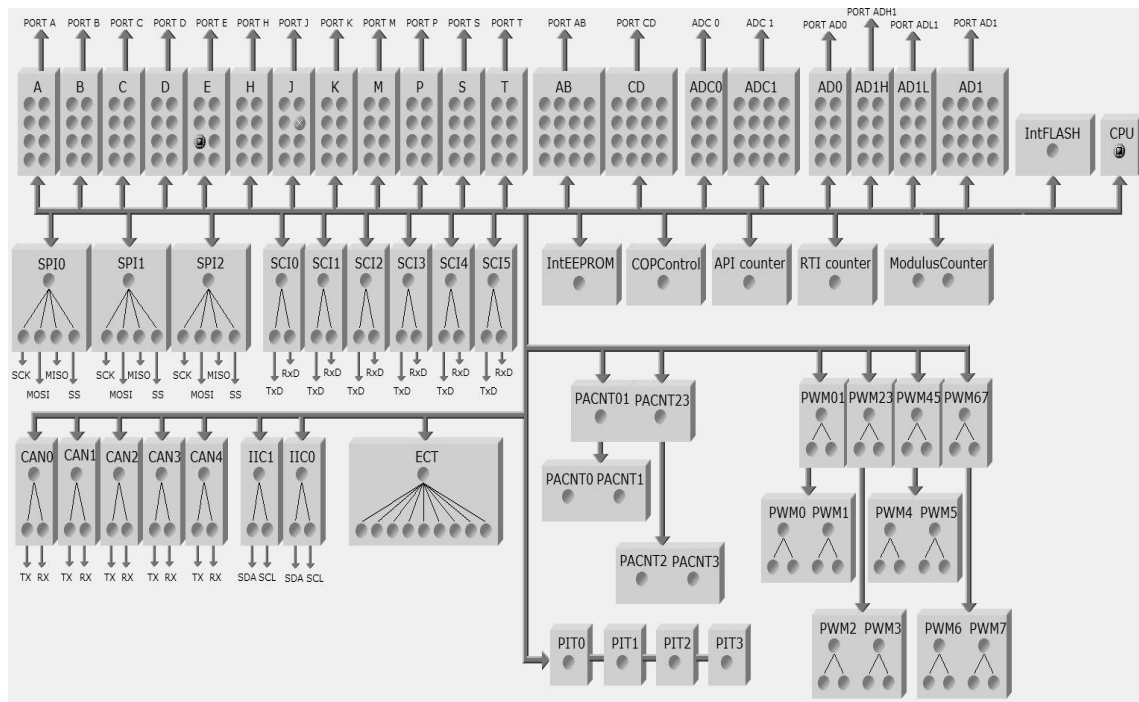 PORT A PORT B PORT C PORT D PORT E PORT H PORT J PORT K PORT M PORT P PORT S PORT T PORT AB PORT CD ADC 0 ADC 1 PORT AD0 PORT ADH1 PORT ADL1 PORT AD1
A B C D E H J K M P S T AB CD ADC0 ADC1 AD0 AD1H AD1L AD1
IntFLASH CPU
SPI0 SPI1 SPI2 SCI0 SCI1 SCI2 SCI3 SCI4 SCI5 IntEEPROM COPControl API counter RTI counter ModulusCounter
SCK MISO SCK MISO SCK MISO RxD RxD RxD RxD RxD RxD
MOSI SS MOSI SS MOSI SS TxD TxD TxD TxD TxD TxD
PACNT01 PACNT23 PWM01 PWM23 PWM45 PWM67
CAN0 CAN1 CAN2 CAN3 CAN4 IIC1 IIC0 ECT
PACNT0 PACNT1
PWM0 PWM1 PWM4 PWM5
PACNT2 PACNT3
TX RX TX RX TX RX TX RX TX RX SDA SCL SDA SCL
PWM2 PWM3 PWM6 PWM7
PIT0 PIT1 PIT2 PIT3